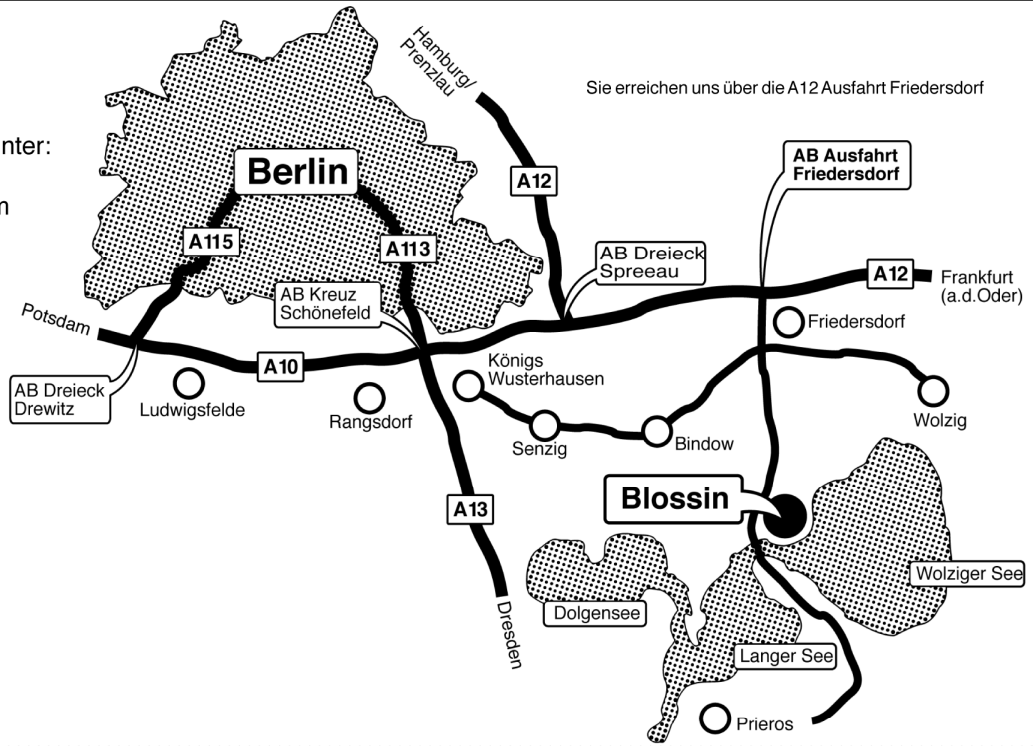 Hamburg/
Prenzlau
Sie erreichen uns über die A12 Ausfahrt Friedersdorf
nter:
AB Ausfahrt
Friedersdorf
Berlin
A12
A115
A113
AB Dreieck
Spreeau
A12
Frankfurt
(a.d.Oder)
AB Kreuz
Schönefeld
Potsdam
Friedersdorf
A10
Königs
Wusterhausen
AB Dreieck
Drewitz
Ludwigsfelde
Rangsdorf
Wolzig
Senzig
Bindow
A13
Blossin
Wolziger See
Dolgensee
Dresden
Langer See
Prieros